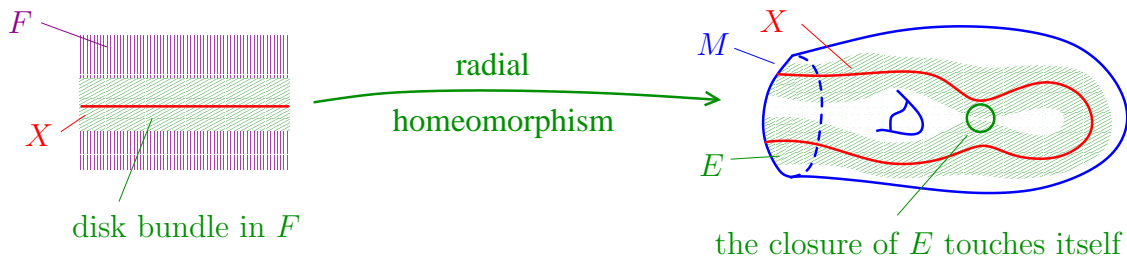 F
X
disk bundle in F
radial
homeomorphism
M
X
E
the closure of E touches itself